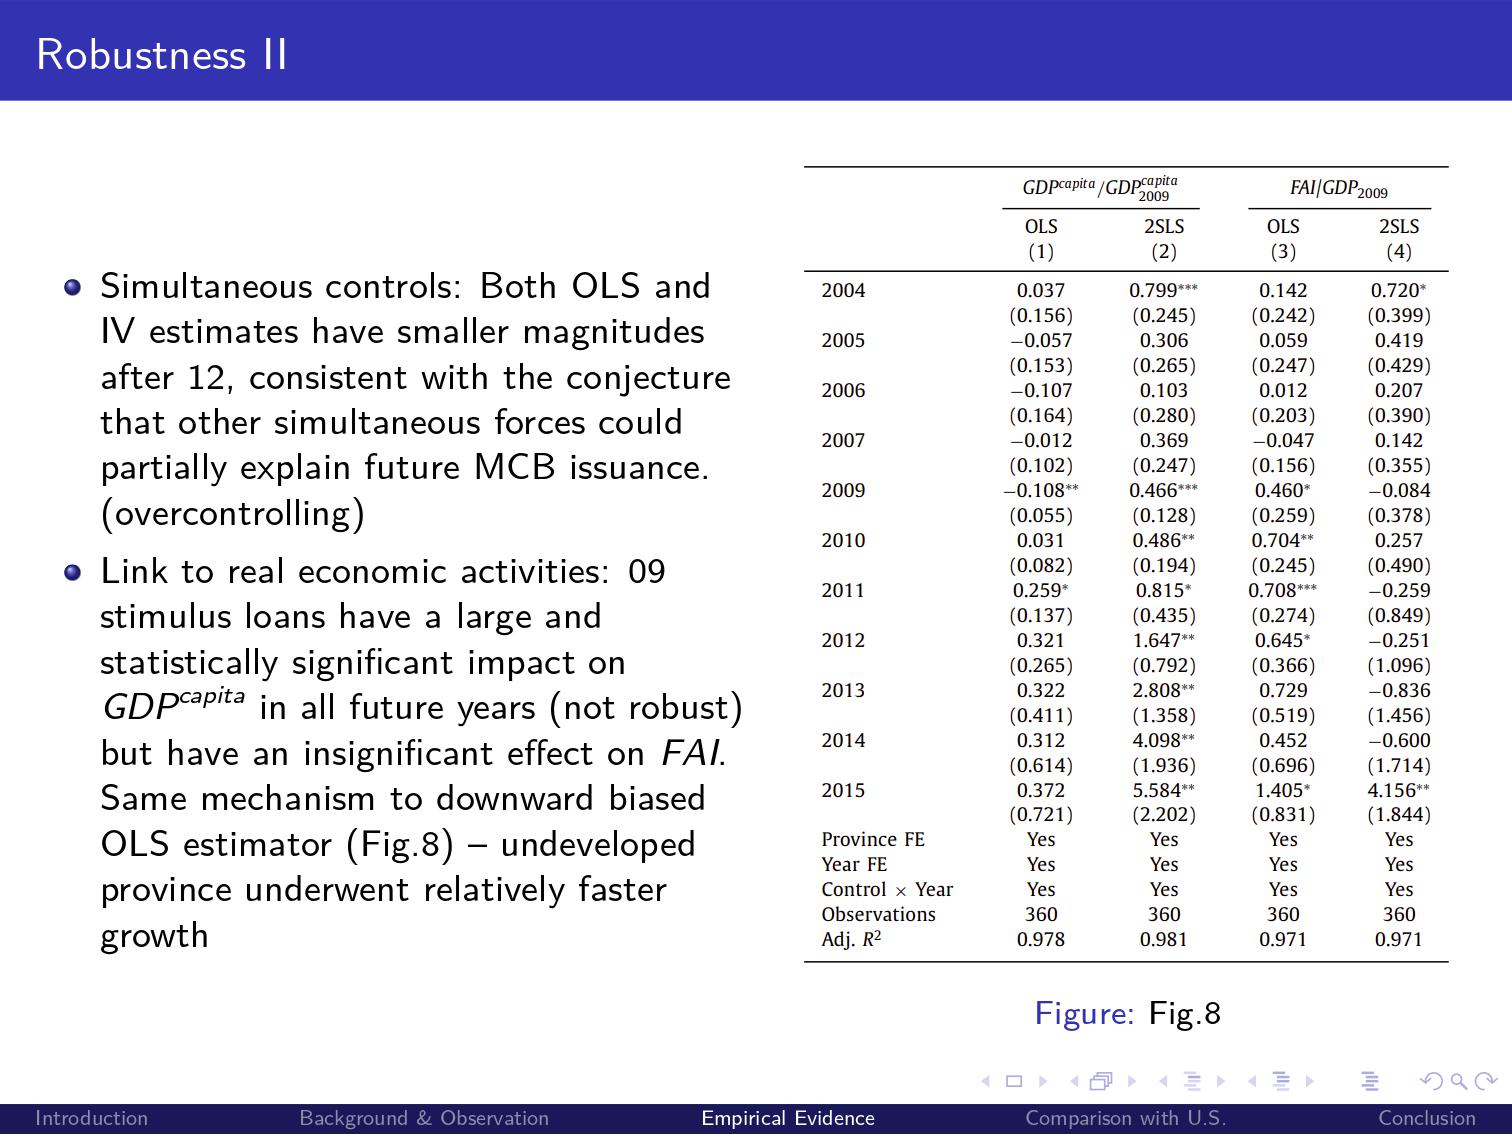 Robustness II
Simultaneous controls: Both OLS and
IV estimates have smaller magnitudes
after 12, consistent with the conjecture
that other simultaneous forces could
partially explain future MCB issuance.
(overcontrolling)
Link to real economic activities: 09
stimulus loans have a large and
statistically significant impact on
GDP^capita in all future years (not robust)
but have an insignificant effect on FAI.
Same mechanism to downward biased
OLS estimator (Fig.8) – undeveloped
province underwent relatively faster
growth
GDP^capita/GDP^capita_2009 FAI/GDP_2009
OLS 2SLS OLS 2SLS
(1) (2) (3) (4)
2004 0.037 0.799*** 0.142 0.720*
(0.156) (0.245) (0.242) (0.399)
2005 −0.057 0.306 0.059 0.419
(0.153) (0.265) (0.247) (0.429)
2006 −0.107 0.103 0.012 0.207
(0.164) (0.280) (0.203) (0.390)
2007 −0.012 0.369 −0.047 0.142
(0.102) (0.247) (0.156) (0.355)
2009 −0.108** 0.466*** 0.460* −0.084
(0.055) (0.128) (0.259) (0.378)
2010 0.031 0.486** 0.704** 0.257
(0.082) (0.194) (0.245) (0.490)
2011 0.259* 0.815* 0.708*** −0.259
(0.137) (0.435) (0.274) (0.849)
2012 0.321 1.647** 0.645* −0.251
(0.265) (0.792) (0.366) (1.096)
2013 0.322 2.808** 0.729 −0.836
(0.411) (1.358) (0.519) (1.456)
2014 0.312 4.098** 0.452 −0.600
(0.614) (1.936) (0.696) (1.714)
2015 0.372 5.584** 1.405* 4.156**
(0.721) (2.202) (0.831) (1.844)
Province FE Yes Yes Yes Yes
Year FE Yes Yes Yes Yes
Control × Year Yes Yes Yes Yes
Observations 360 360 360 360
Adj. R² 0.978 0.981 0.971 0.971
Figure: Fig.8
Introduction Background & Observation Empirical Evidence Comparison with U.S. Conclusion